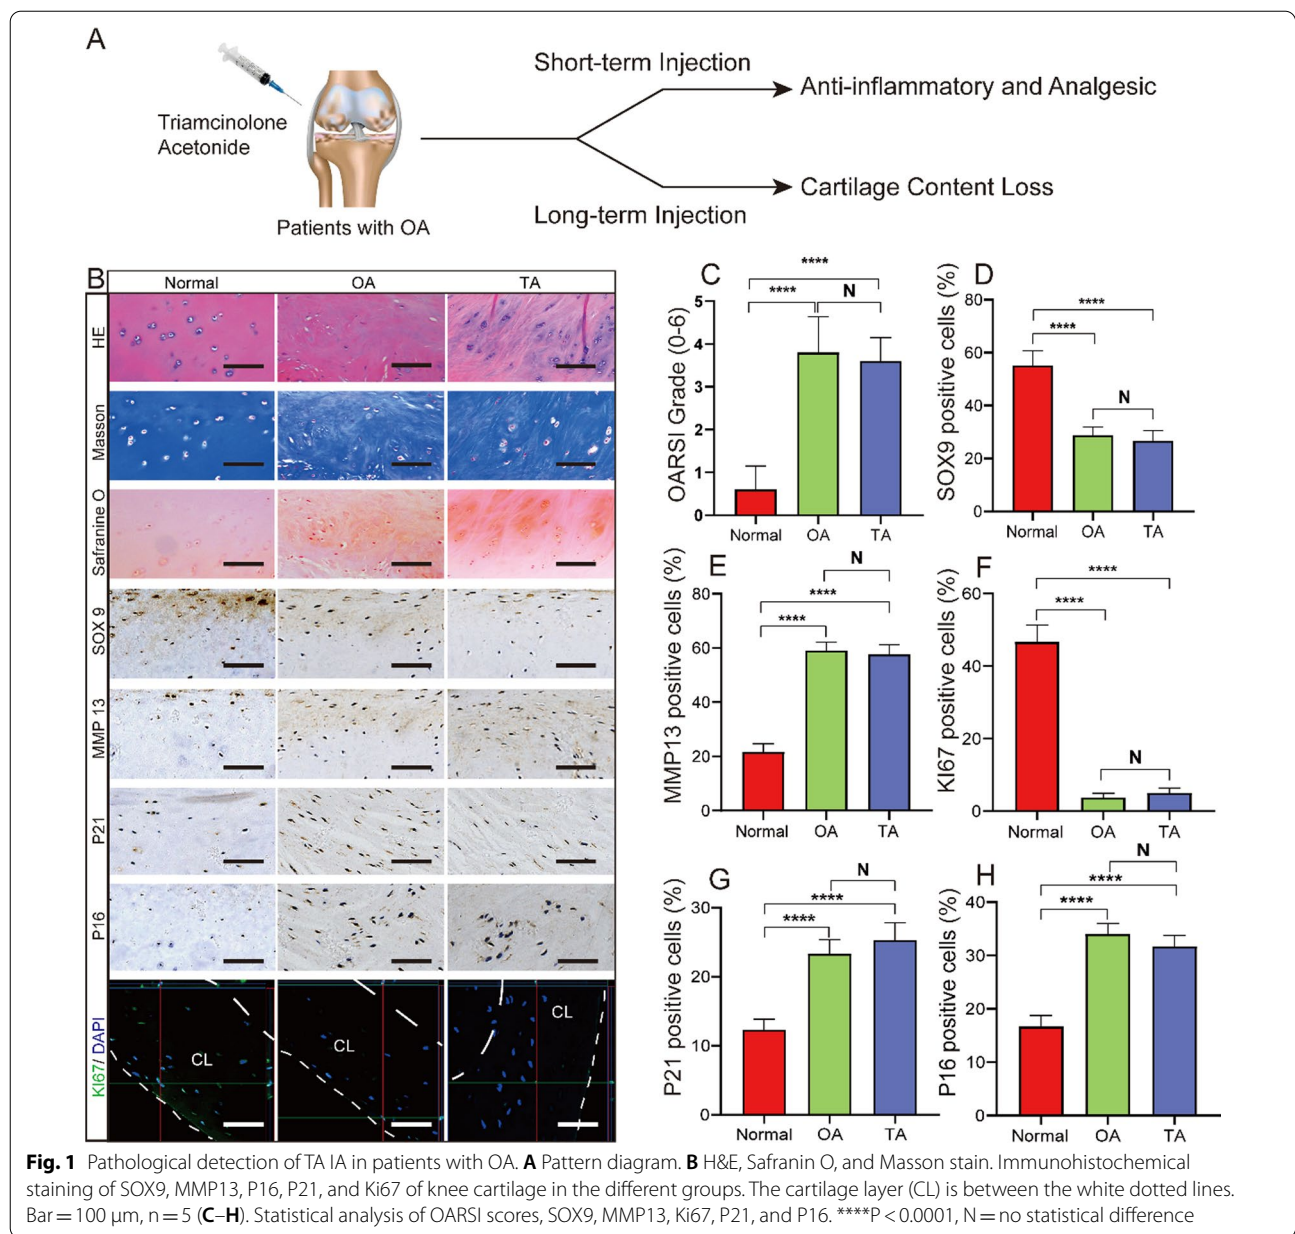 A
Short-term Injection
Anti-inflammatory and Analgesic
Triamcinolone
Acetonide
Cartilage Content Loss
Long-term Injection
Patients with OA
B
Normal OA TA
HE
Masson
Safranine O
SOX 9
MMP 13
P21
P16
KI67/ DAPI
CL CL CL
C
OARSI Grade (0-6)
5
4
3
2
1
0
****
**** N
Normal OA TA
D
SOX9 positive cells (%)
80
60
40
20
0
****
****
N
Normal OA TA
E
MMP13 positive cells (%)
80
60
40
20
0
N
****
****
Normal OA TA
F
KI67 positive cells (%)
60
40
20
0
****
****
N
Normal OA TA
G
P21 positive cells (%)
30
20
10
0
N
****
****
Normal OA TA
H
P16 positive cells (%)
40
30
20
10
0
N
****
****
Normal OA TA
Fig. 1 Pathological detection of TA IA in patients with OA. A Pattern diagram. B H&E, Safranin O, and Masson stain. Immunohistochemical
staining of SOX9, MMP13, P16, P21, and Ki67 of knee cartilage in the different groups. The cartilage layer (CL) is between the white dotted lines.
Bar = 100 µm, n = 5 (C–H). Statistical analysis of OARSI scores, SOX9, MMP13, Ki67, P21, and P16. ****P < 0.0001, N = no statistical difference